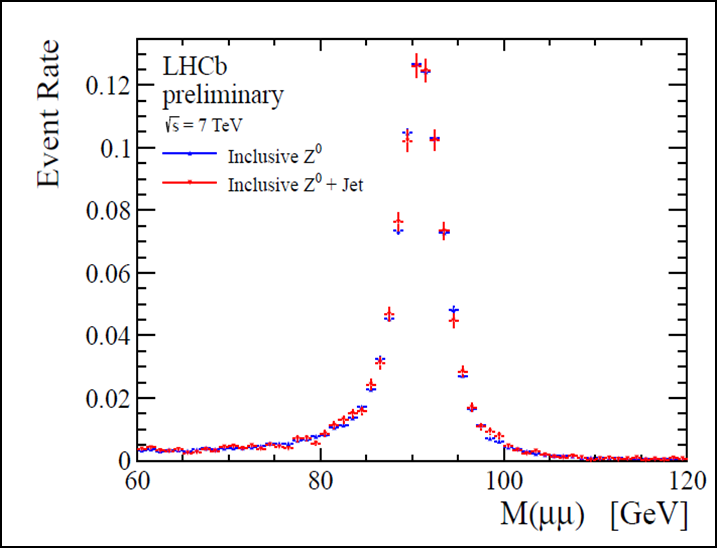 Event Rate
LHCb
preliminary
√s = 7 TeV
Inclusive Z⁰
Inclusive Z⁰ + Jet
0.12
0.1
0.08
0.06
0.04
0.02
0
60
80
100
120
M(μμ) [GeV]